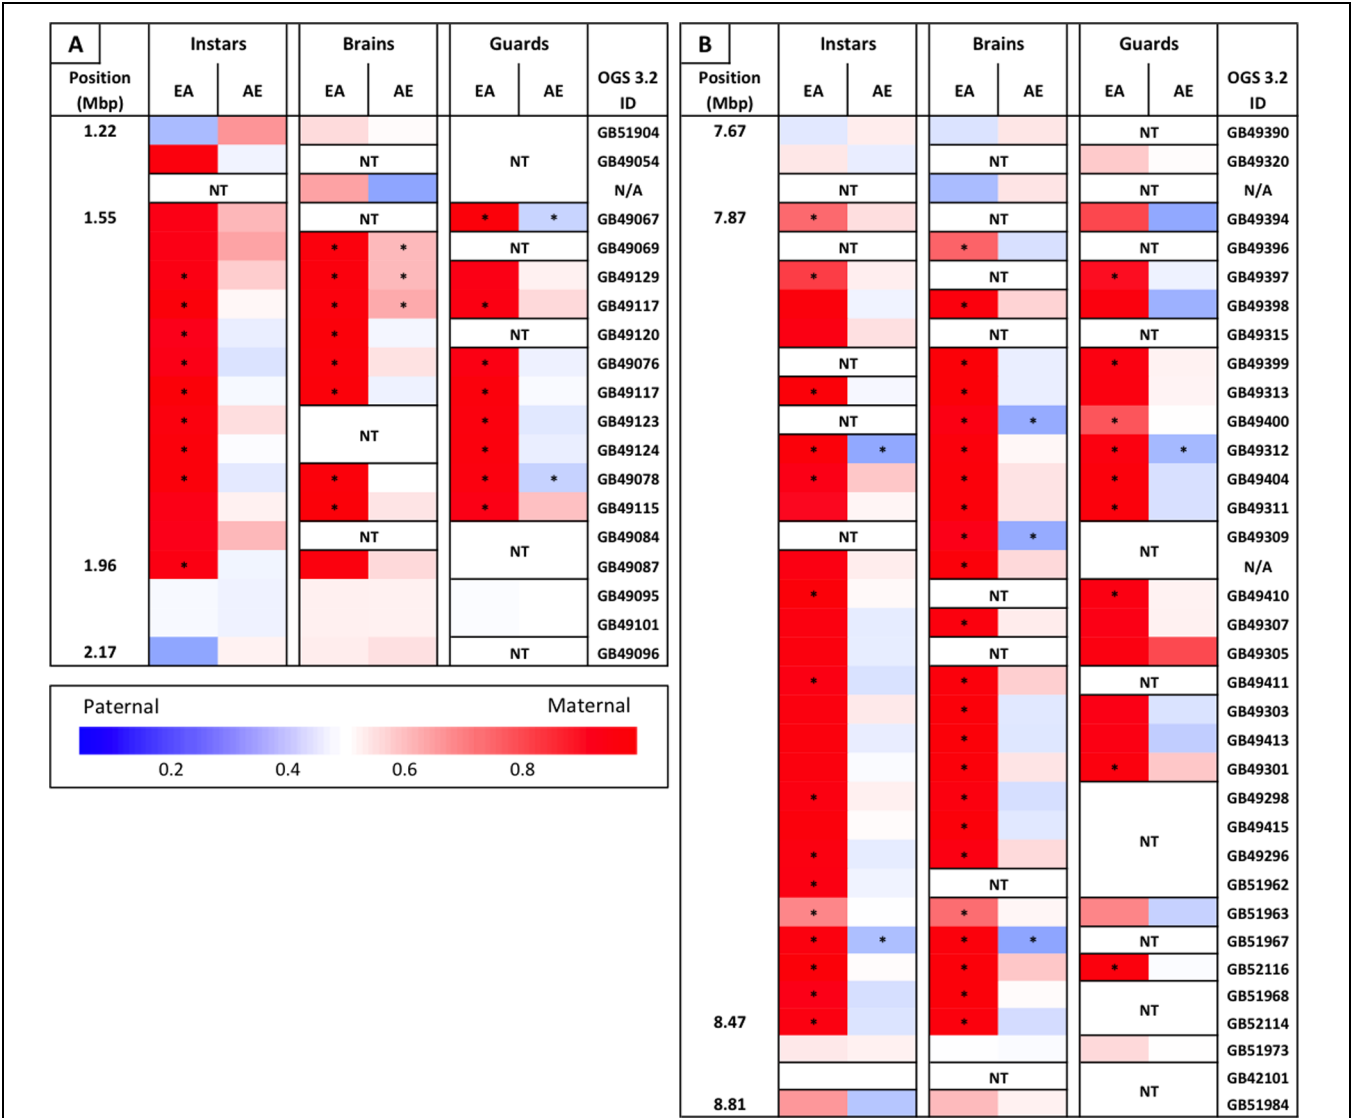 A Instars Brains Guards
Position (Mbp) EA AE EA AE EA AE OGS 3.2 ID
1.22 GB51904
NT NT GB49054
NT N/A
1.55 NT * * GB49067
* * NT GB49069
* * * GB49129
* * * * GB49117
* * NT GB49120
* * * GB49076
* * * GB49117
* NT * GB49123
* * GB49124
* * * * GB49078
* * GB49115
NT NT GB49084
1.96 * GB49087
GB49095
GB49101
2.17 NT GB49096
Paternal Maternal
0.2 0.4 0.6 0.8
B Instars Brains Guards
Position (Mbp) EA AE EA AE EA AE OGS 3.2 ID
7.67 NT GB49390
NT GB49320
NT NT N/A
7.87 * NT GB49394
NT * NT GB49396
* NT * GB49397
* GB49398
NT NT GB49315
NT * * GB49399
* * GB49313
NT * * * GB49400
* * * * * GB49312
* * * GB49404
* * GB49311
NT * * NT GB49309
* N/A
* NT * GB49410
* GB49307
NT GB49305
* * NT GB49411
* GB49303
* GB49413
* * GB49301
* * GB49298
* NT GB49415
* * GB49296
* NT GB51962
* * GB51963
* * * * NT GB51967
* * * GB52116
* * NT GB51968
8.47 * * GB52114
GB51973
NT NT GB42101
8.81 GB51984